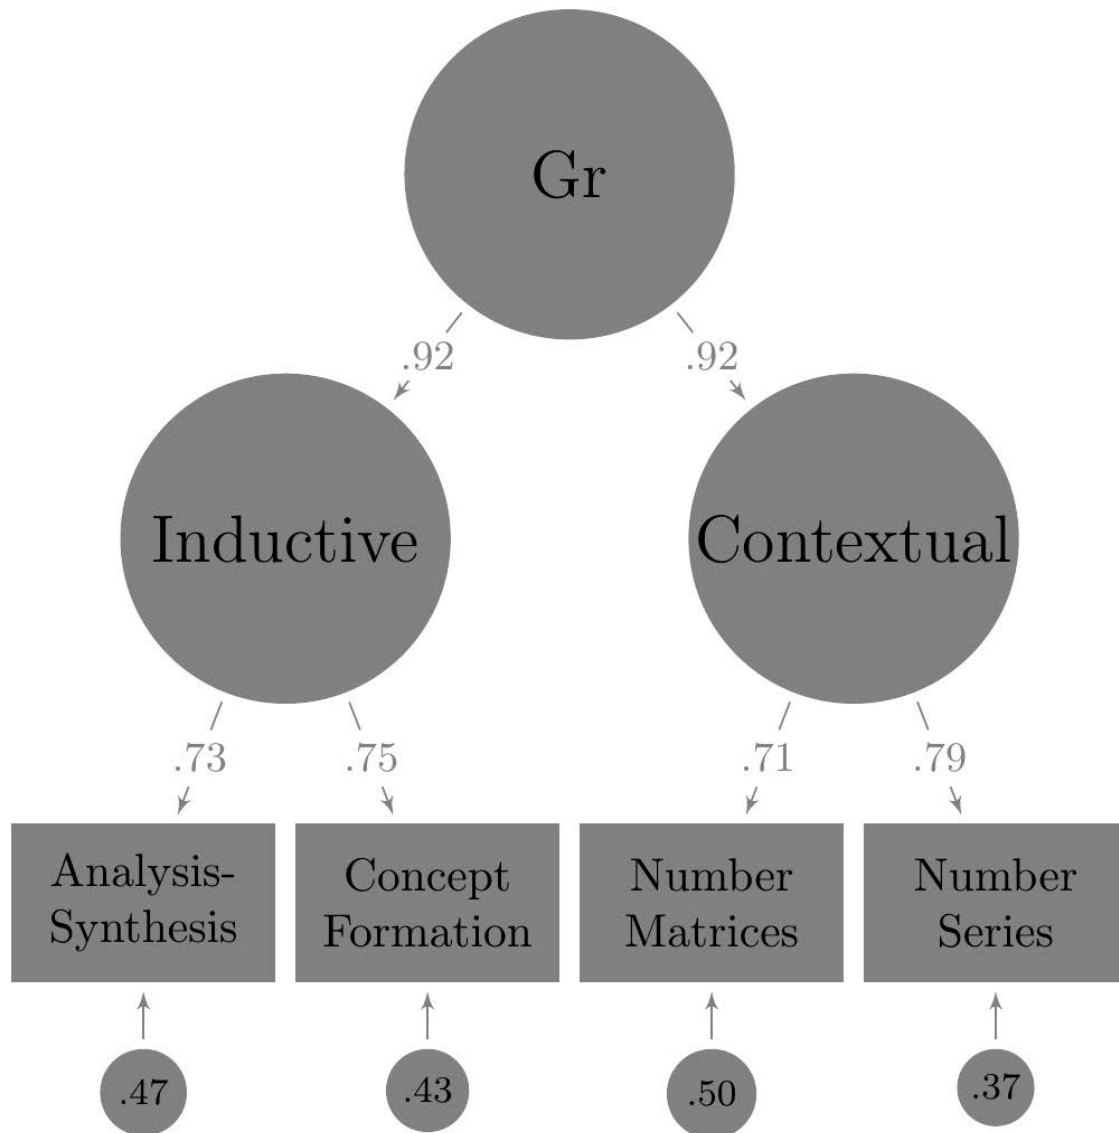 Gr
.92
.92
Inductive
Contextual
.73
.75
.71
.79
Analysis-
Synthesis
Concept
Formation
Number
Matrices
Number
Series
.47
.43
.50
.37